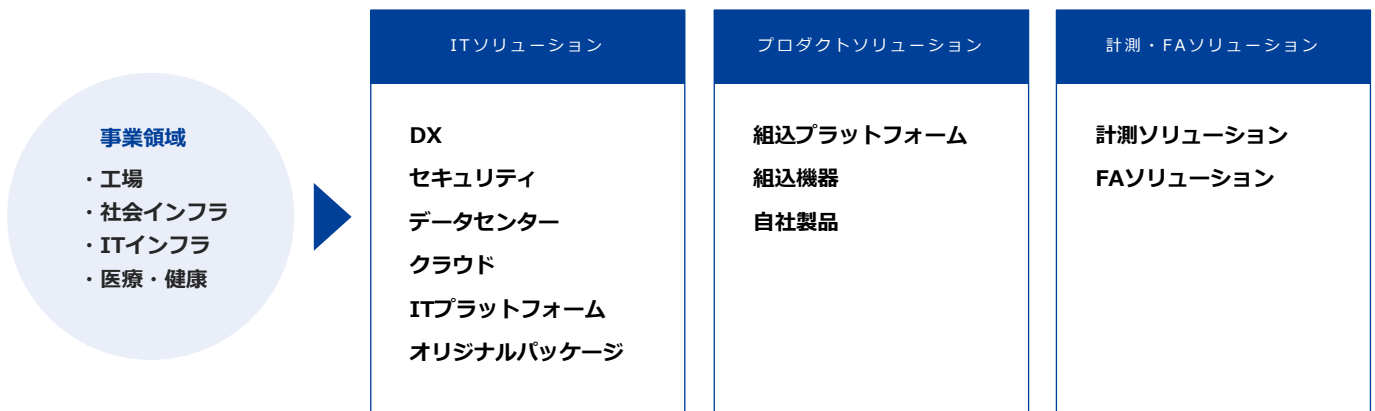 事業領域
・工場
・社会インフラ
・ITインフラ
・医療・健康
ITソリューション
DX
セキュリティ
データセンター
クラウド
ITプラットフォーム
オリジナルパッケージ
プロダクトソリューション
組込プラットフォーム
組込機器
自社製品
計測・FAソリューション
計測ソリューション
FAソリューション